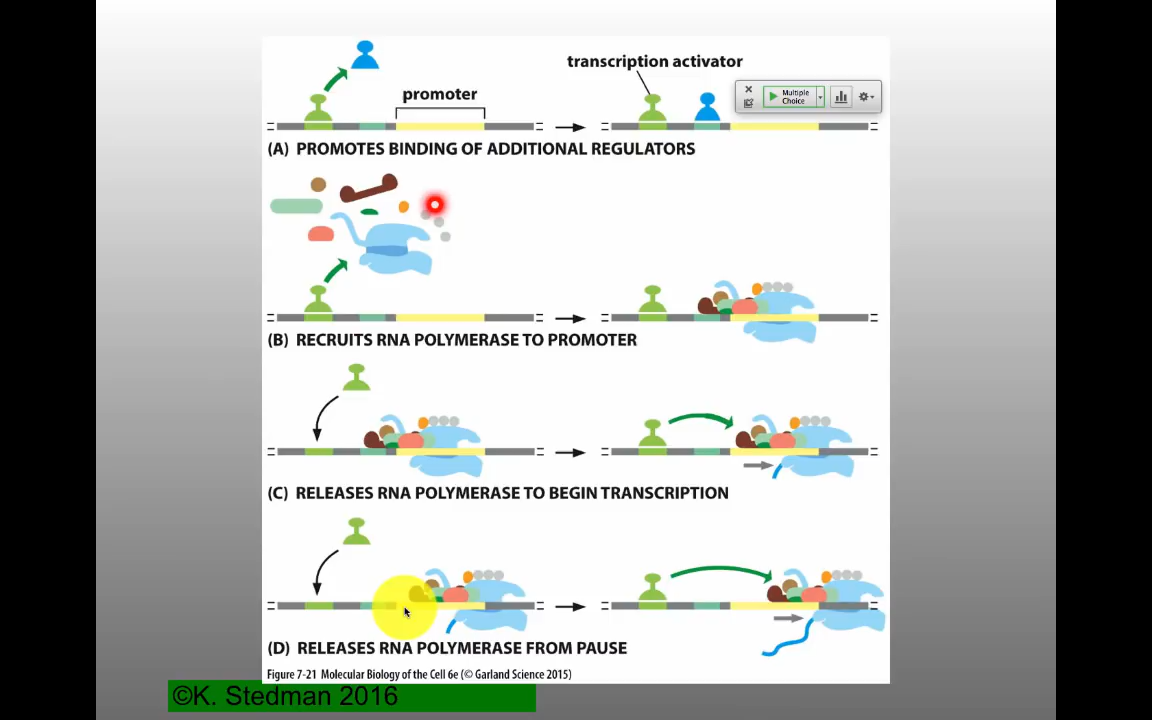 transcription activator
promoter
Multiple
Choice
(A) PROMOTES BINDING OF ADDITIONAL REGULATORS
(B) RECRUITS RNA POLYMERASE TO PROMOTER
(C) RELEASES RNA POLYMERASE TO BEGIN TRANSCRIPTION
(D) RELEASES RNA POLYMERASE FROM PAUSE
Figure 7-21 Molecular Biology of the Cell 6e (© Garland Science 2015)
©K. Stedman 2016